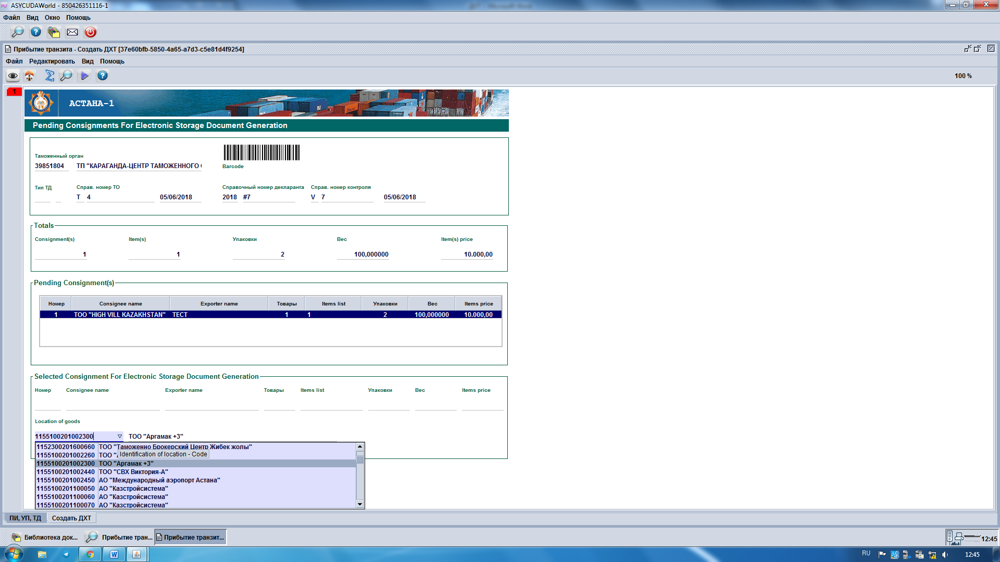 ASYCUDAWorld - 850426351116-1
Файл Вид Окно Помощь
Прибытие транзита - Создать ДХТ [37e60bfb-5850-4a65-a7d3-c5e81d4f9254]
Файл Редактировать Вид Помощь
100 %
1
АСТАНА-1
Pending Consignments For Electronic Storage Document Generation
Таможенный орган
39851804 ТП "КАРАГАНДА-ЦЕНТР ТАМОЖЕННОГО
Barcode
Тип ТД Справ. номер ТО Справочный номер декларанта Справ. номер контроля
T 4 05/06/2018 2018 #7 V 7 05/06/2018
Totals
Consignment(s) Item(s) Упаковки Вес Item(s) price
1 1 2 100,000000 10.000,00
Pending Consignment(s)
Номер Consignee name Exporter name Товары Items list Упаковки Вес Items price
1 ТОО "HIGH VILL KAZAKHSTAN" ТЕСТ 1 1 2 100,000000 10.000,00
Selected Consignment For Electronic Storage Document Generation
Номер Consignee name Exporter name Товары Items list Упаковки Вес Items price
Location of goods
1155100201002300 ТОО "Аргамак +3"
1152300201600660 ТОО "Таможенно Брокерский Центр Жибек жолы"
1155100201002260 ТОО
Identification of location - Code
1155100201002300 ТОО "Аргамак +3"
1155100201002440 ТОО "СВХ Виктория-А"
1155100201002450 АО "Международный аэропорт Астана"
1155100201100050 АО "Казстройсистема"
1155100201100060 АО "Казстройсистема"
1155100201100070 АО "Казстройсистема"
ПИ, УП, ТД Создать ДХТ
Библиотека док... Прибытие тран... Прибытие транзит... 12:45
RU 12:45